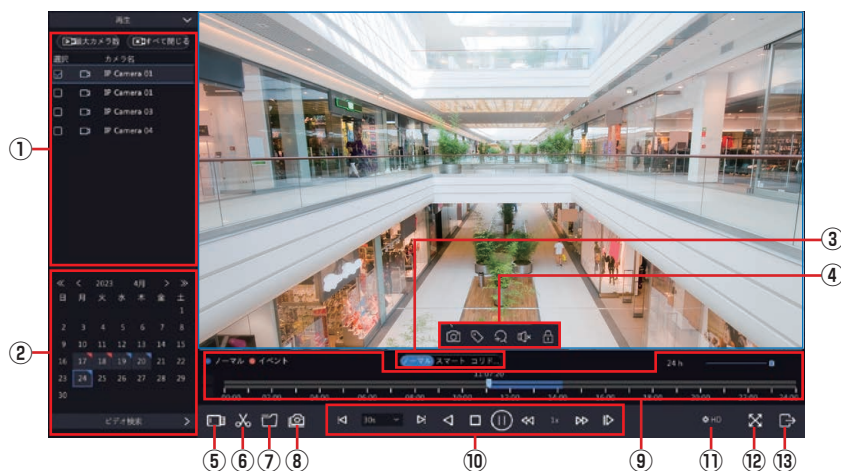 再生
最大カメラ数 すべて閉じる
選択 カメラ名
IP Camera 01
IP Camera 01
IP Camera 03
IP Camera 04
①
③
④
②
≪ < 2023 4月 > ≫
日 月 火 水 木 金 土
1
2 3 4 5 6 7 8
9 10 11 12 13 14 15
16 17 18 19 20 21 22
23 24 25 26 27 28 29
30
ビデオ検索 >
ノーマル イベント
ノーマル スマート コリド...
24 h
11:07:20
00:00 02:00 04:00 06:00 08:00 10:00 12:00 14:00 16:00 18:00 20:00 22:00 24:00
30s
1x
HD
⑤ ⑥ ⑦ ⑧ ⑩ ⑨ ⑪ ⑫ ⑬